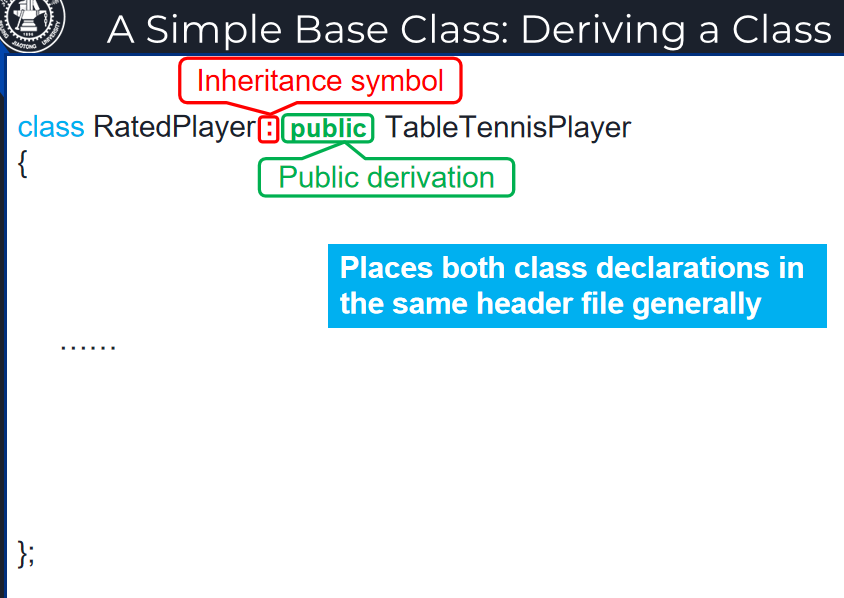 A Simple Base Class: Deriving a Class
Inheritance symbol
class RatedPlayer : public TableTennisPlayer
{
Public derivation
Places both class declarations in
the same header file generally
......
};